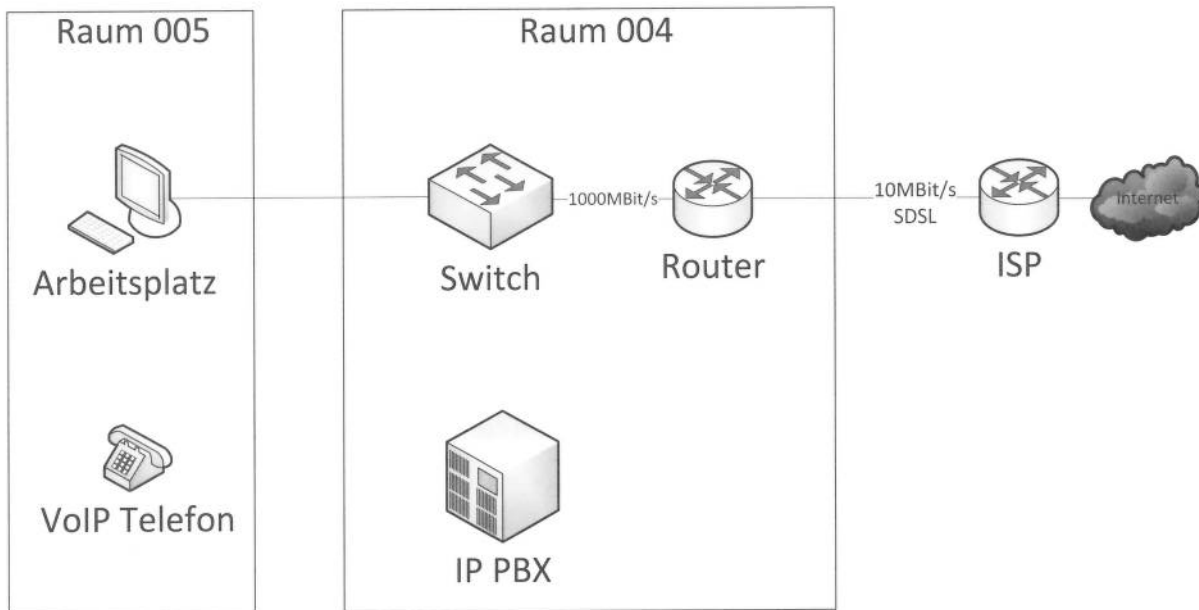 Raum 005
Raum 004
1000MBit/s
10MBit/s
SDSL
Internet
Arbeitsplatz
Switch
Router
ISP
VoIP Telefon
IP PBX